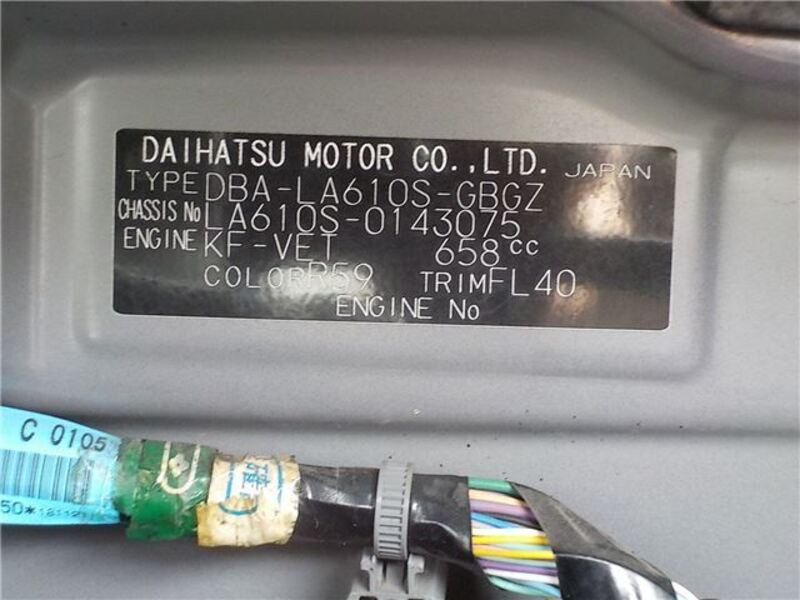 DAIHATSU MOTOR CO.,LTD. JAPAN
TYPE DBA-LA610S-GBGZ
CHASSIS No LA610S-0143075
ENGINE KF-VET 658cc
COLOR R59 TRIM FL40
ENGINE No
C 0105